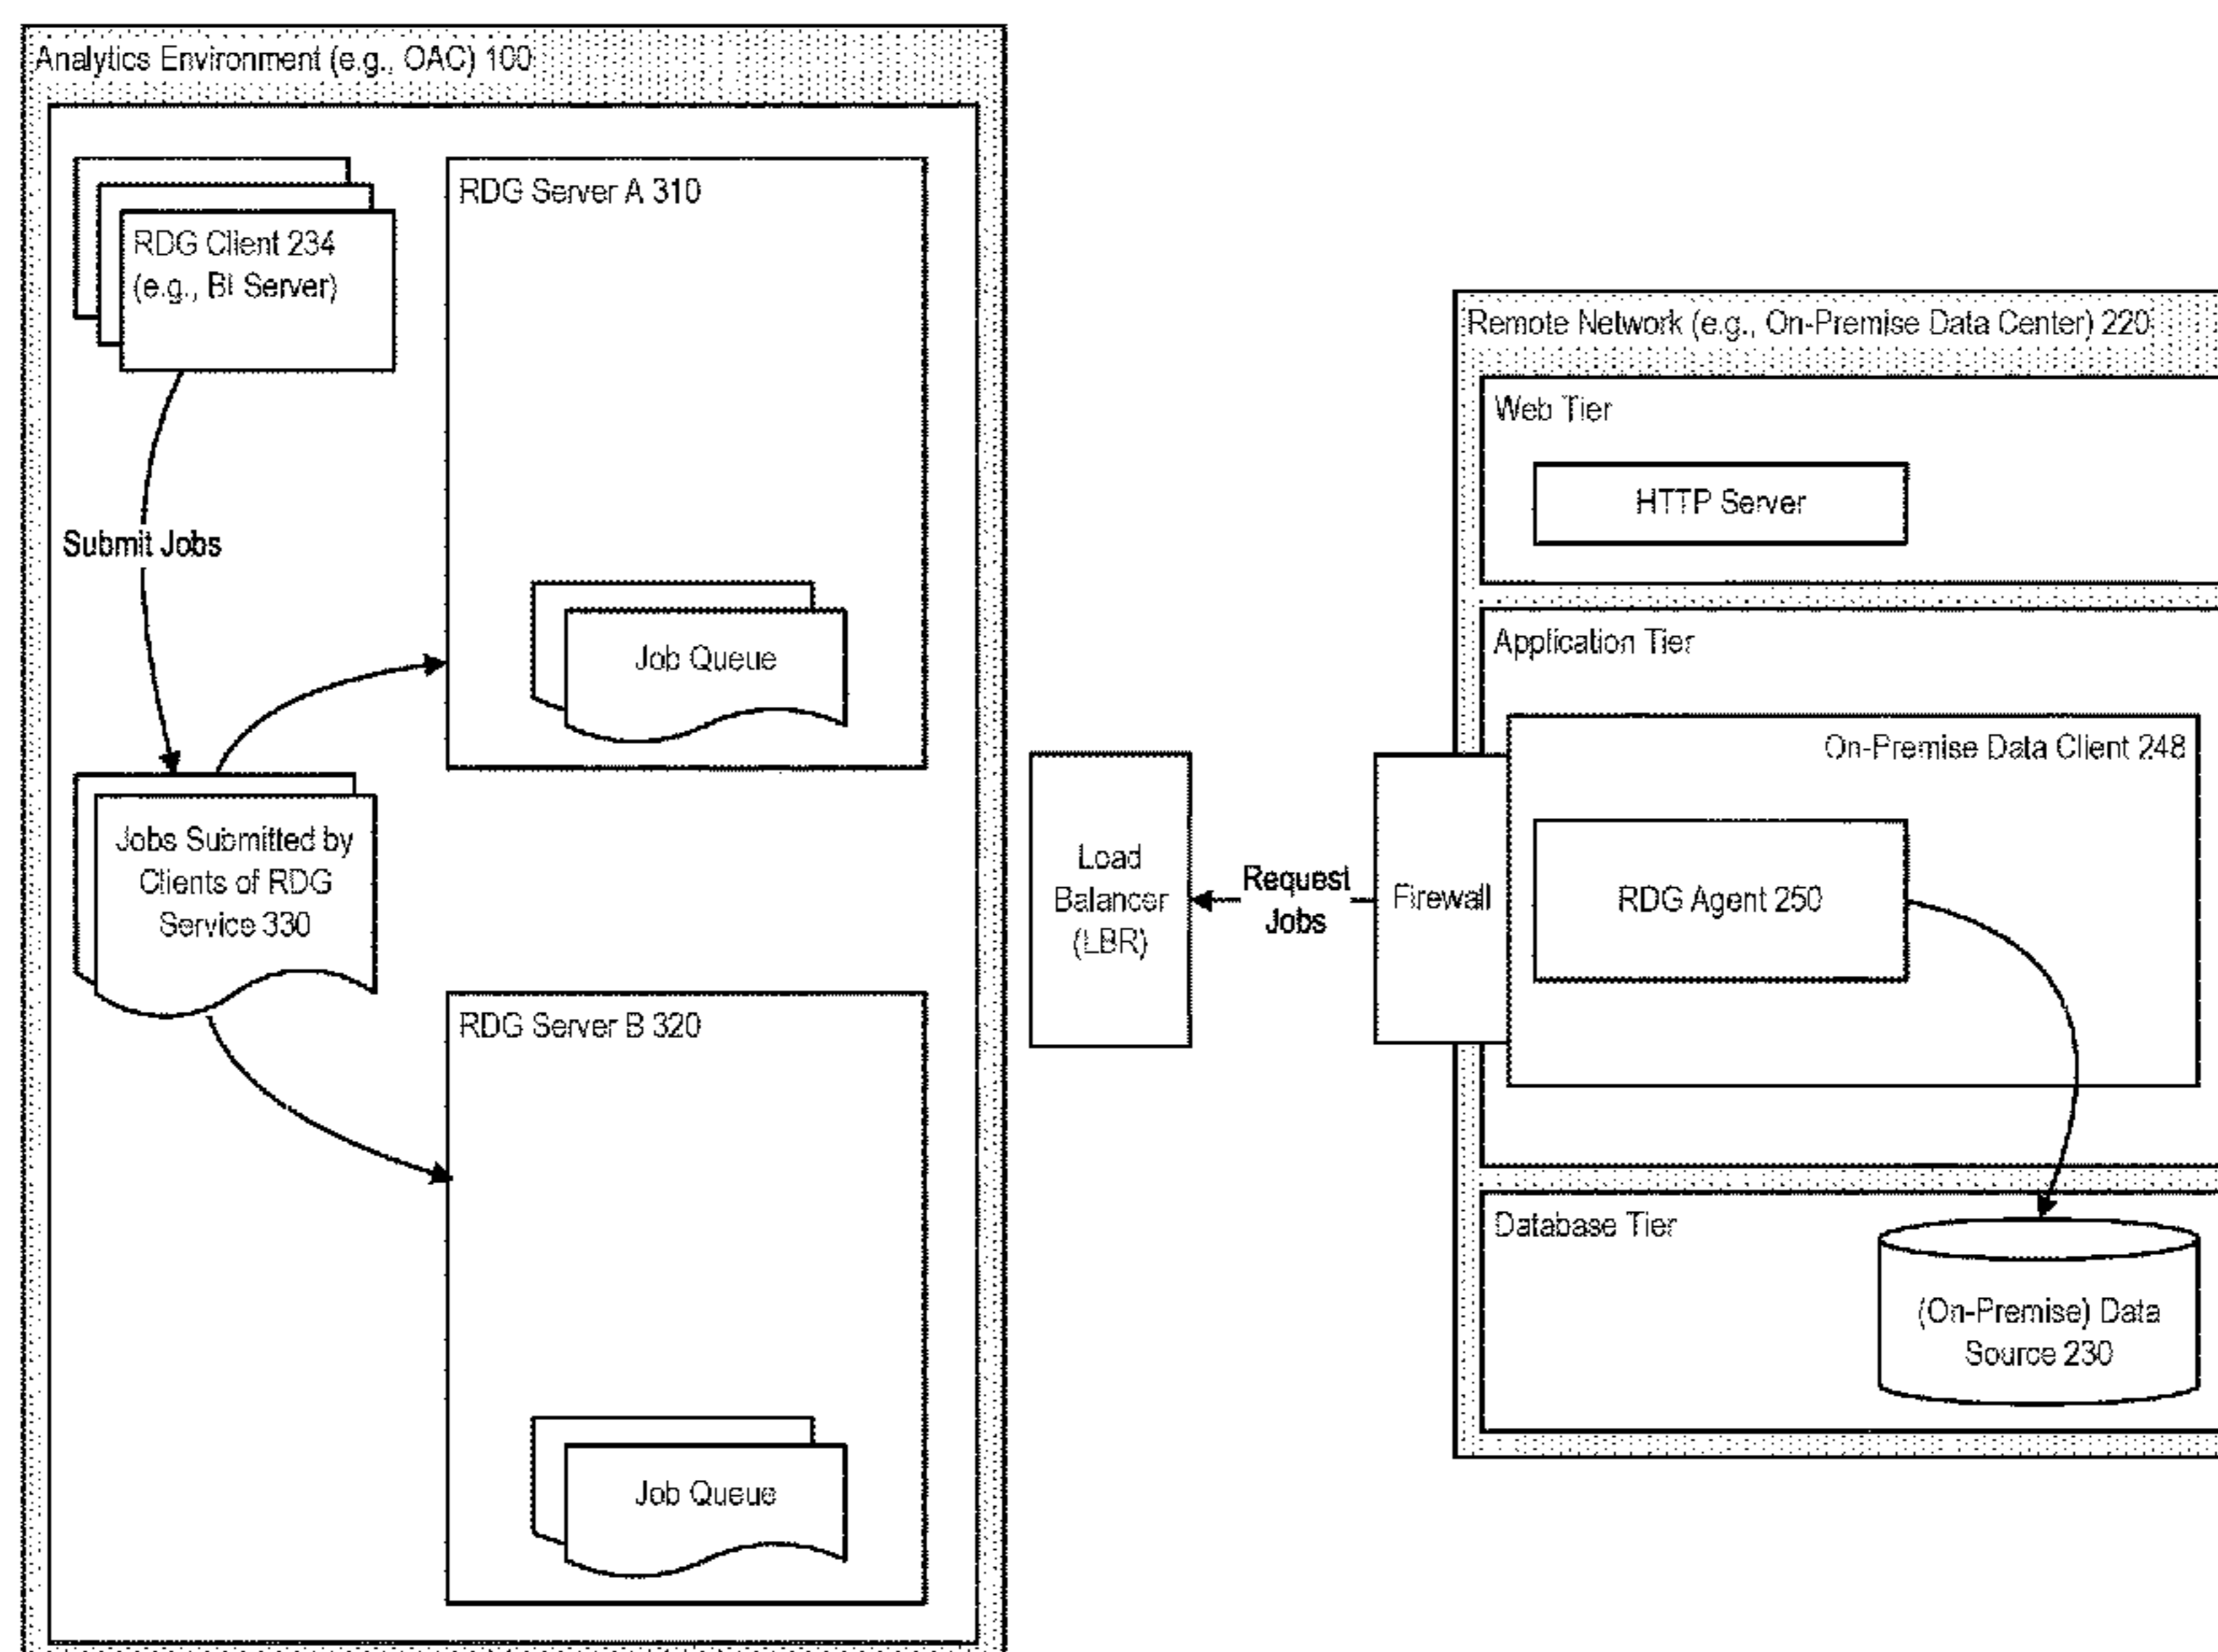 Analytics Environment (e.g., OAC) 100
RDG Client 234
(e.g., BI Server)
Submit Jobs
Jobs Submitted by
Clients of RDG
Service 330
RDG Server A 310
Job Queue
RDG Server B 320
Job Queue
Load
Balancer
(LBR)
Request
Jobs
Firewall
Remote Network (e.g., On-Premise Data Center) 220
Web Tier
HTTP Server
Application Tier
On-Premise Data Client 248
RDG Agent 250
Database Tier
(On-Premise) Data
Source 230